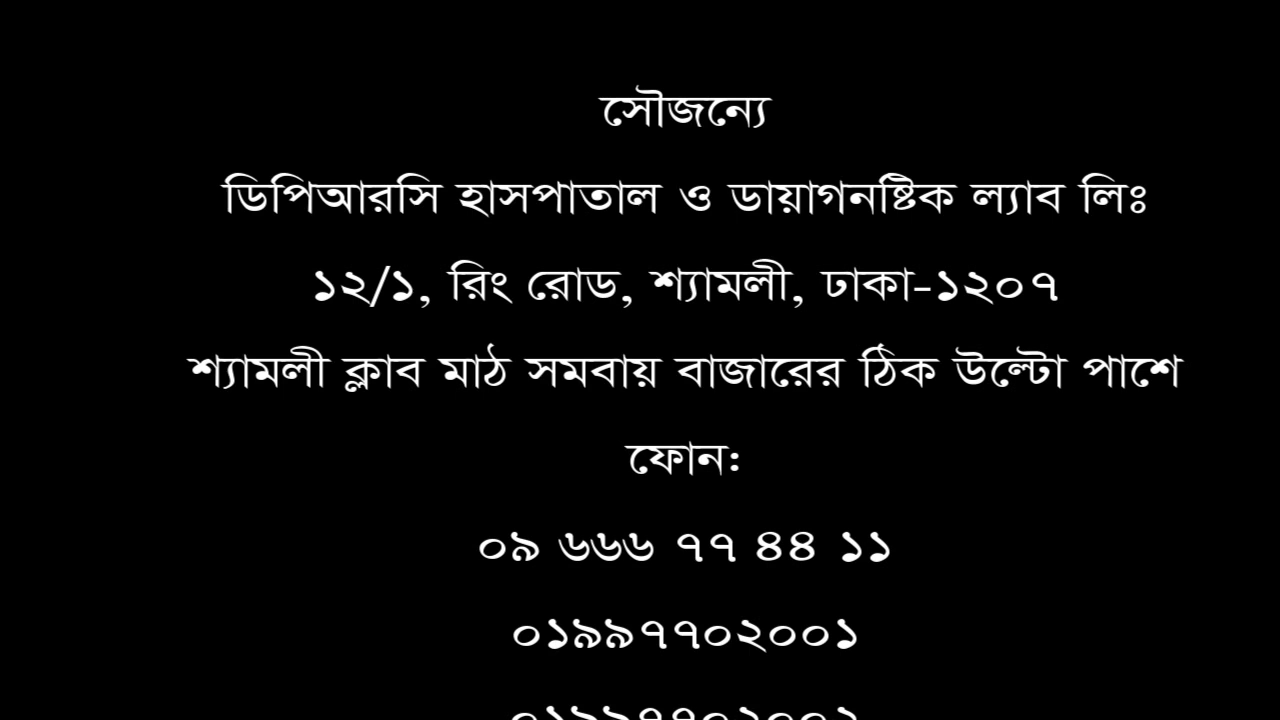 সৌজন্যে
ডিপিআরসি হাসপাতাল ও ডায়াগনষ্টিক ল্যাব লিঃ
১২/১, রিং রোড, শ্যামলী, ঢাকা-১২০৭
শ্যামলী ক্লাব মাঠ সমবায় বাজারের ঠিক উল্টো পাশে
ফোন:
০৯ ৬৬৬ ৭৭ ৪৪ ১১
০১৯৯৭৭০২০০১